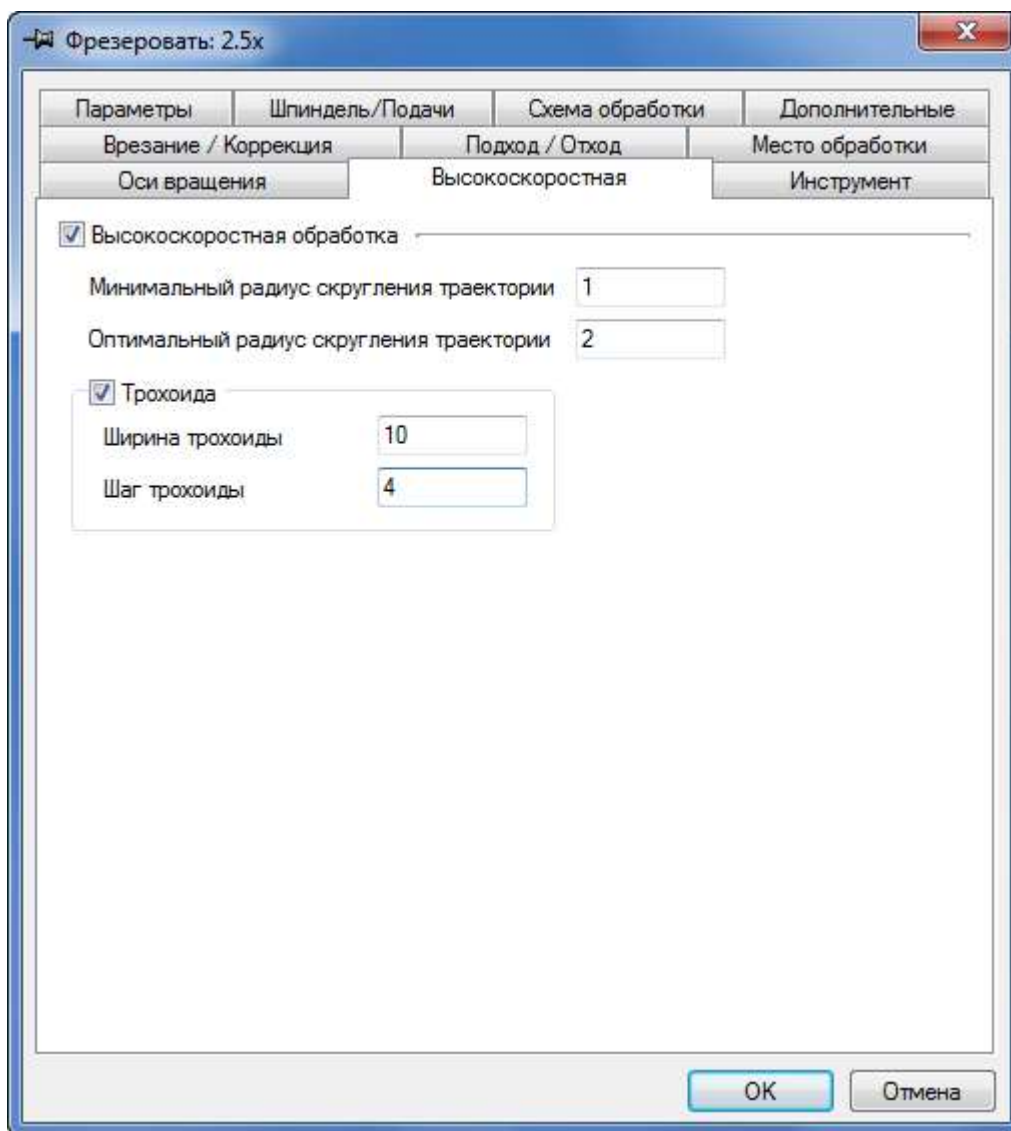 Фрезеровать: 2.5x
Параметры Шпиндель/Подачи Схема обработки Дополнительные
Врезание / Коррекция Подход / Отход Место обработки
Оси вращения Высокоскоростная Инструмент
Высокоскоростная обработка
Минимальный радиус скругления траектории 1
Оптимальный радиус скругления траектории 2
Трохоида
Ширина трохоиды 10
Шаг трохоиды 4
OK Отмена